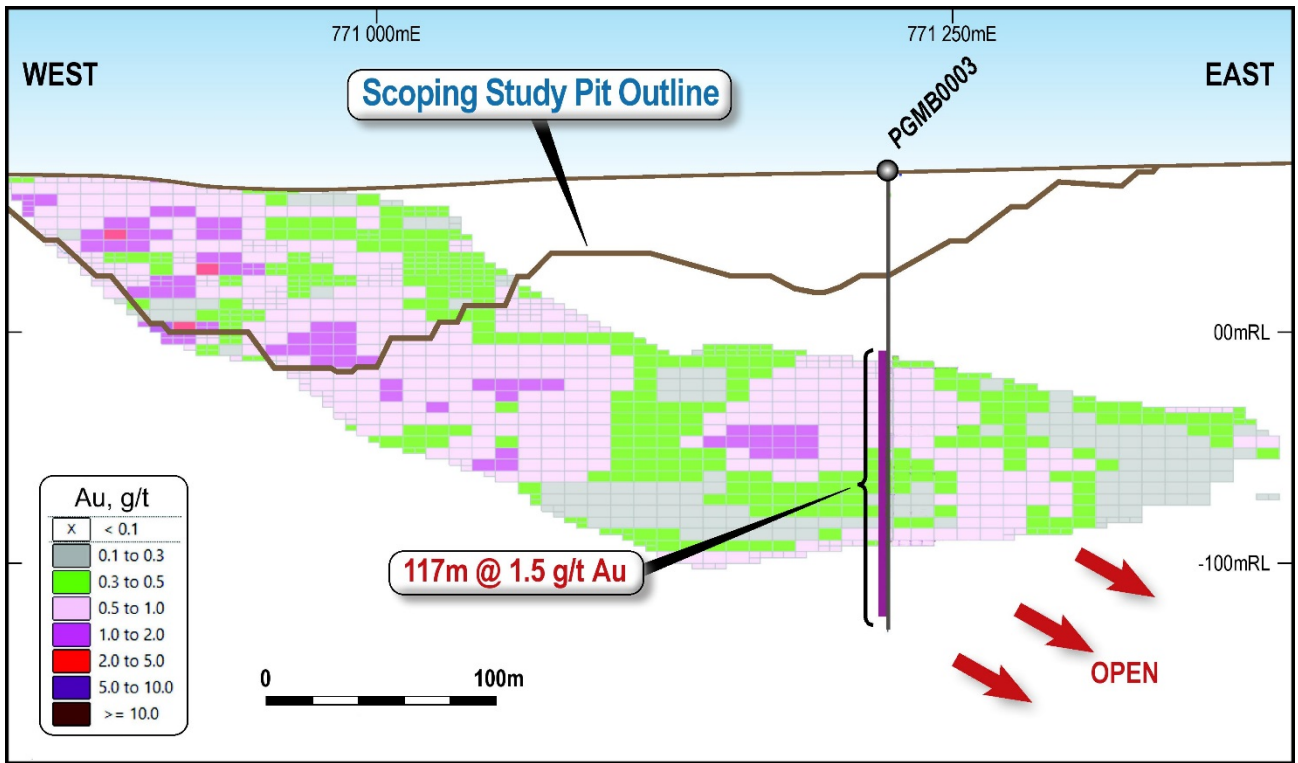 771 000mE
771 250mE
WEST
EAST
Scoping Study Pit Outline
PGMB0003
00mRL
-100mRL
117m @ 1.5 g/t Au
OPEN
Au, g/t
X < 0.1
0.1 to 0.3
0.3 to 0.5
0.5 to 1.0
1.0 to 2.0
2.0 to 5.0
5.0 to 10.0
>= 10.0
0 100m